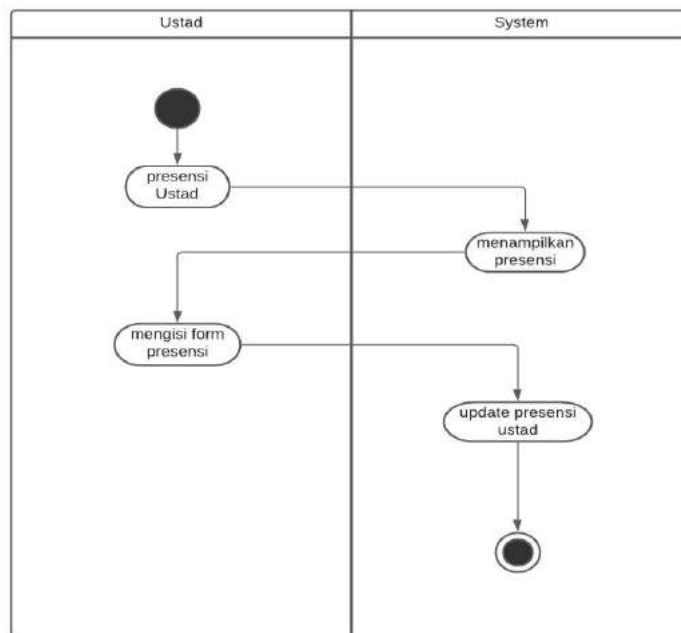 Ustad
System
presensi
Ustad
menampilkan
presensi
mengisi form
presensi
update presensi
ustad